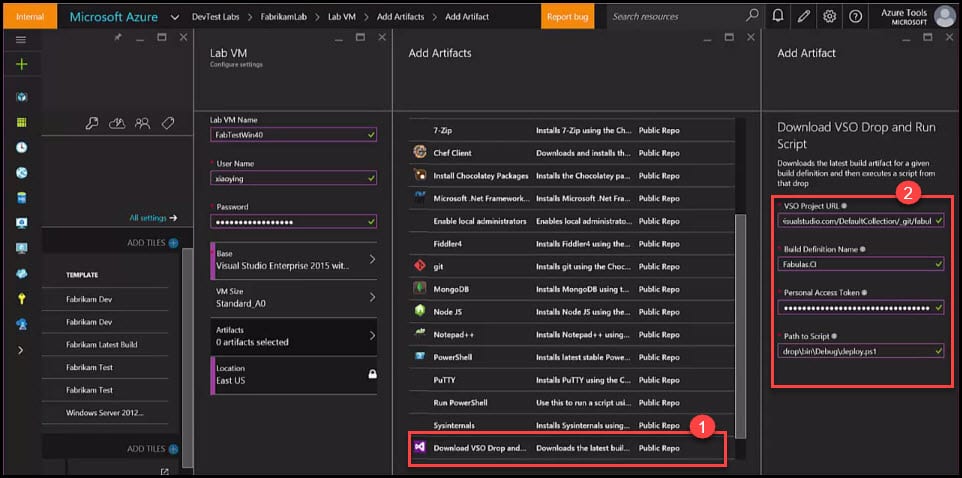 Internal
Microsoft Azure
DevTest Labs > FabrikamLab > Lab VM > Add Artifacts > Add Artifact
Report bug
Search resources
Azure Tools
MICROSOFT
All settings →
ADD TILES
TEMPLATE
Fabrikam Dev
Fabrikam Dev
Fabrikam Latest Build
Fabrikam Test
Fabrikam Test
Windows Server 2012...
ADD TILES
Lab VM
Configure settings
Lab VM Name
FabTestWin40
* User Name
xiaoying
* Password
Base
Visual Studio Enterprise 2015 wit...
VM Size
Standard_A0
Artifacts
0 artifacts selected
Location
East US
Add Artifacts
7-Zip Installs 7-Zip using the Ch... Public Repo
Chef Client Downloads and installs th... Public Repo
Install Chocolatey Packages Installs the Chocolatey pa... Public Repo
Microsoft .Net Framework... Installs Microsoft .Net Fra... Public Repo
Enable local administrators Enables local administrato... Public Repo
Fiddler4 Installs Fiddler4 using the... Public Repo
git Installs git using the Choc... Public Repo
MongoDB Installs MongoDB using t... Public Repo
Node JS Installs Node JS using the... Public Repo
Notepad++ Installs Notepad++ using... Public Repo
PowerShell Installs latest stable Powe... Public Repo
PuTTY Installs PuTTY using the C... Public Repo
Run PowerShell Use this to run a script usi... Public Repo
Sysinternals Installs Sysinternals using... Public Repo
1
Download VSO Drop and... Downloads the latest buil... Public Repo
Add Artifact
Download VSO Drop and Run
Script
Downloads the latest build artifact for a given
build definition and then executes a script from
that drop
2
* VSO Project URL
isualstudio.com/DefaultCollection/_git/fabul
* Build Definition Name
Fabulas.CI
* Personal Access Token
* Path to Script
drop\bin\Debug\deploy.ps1